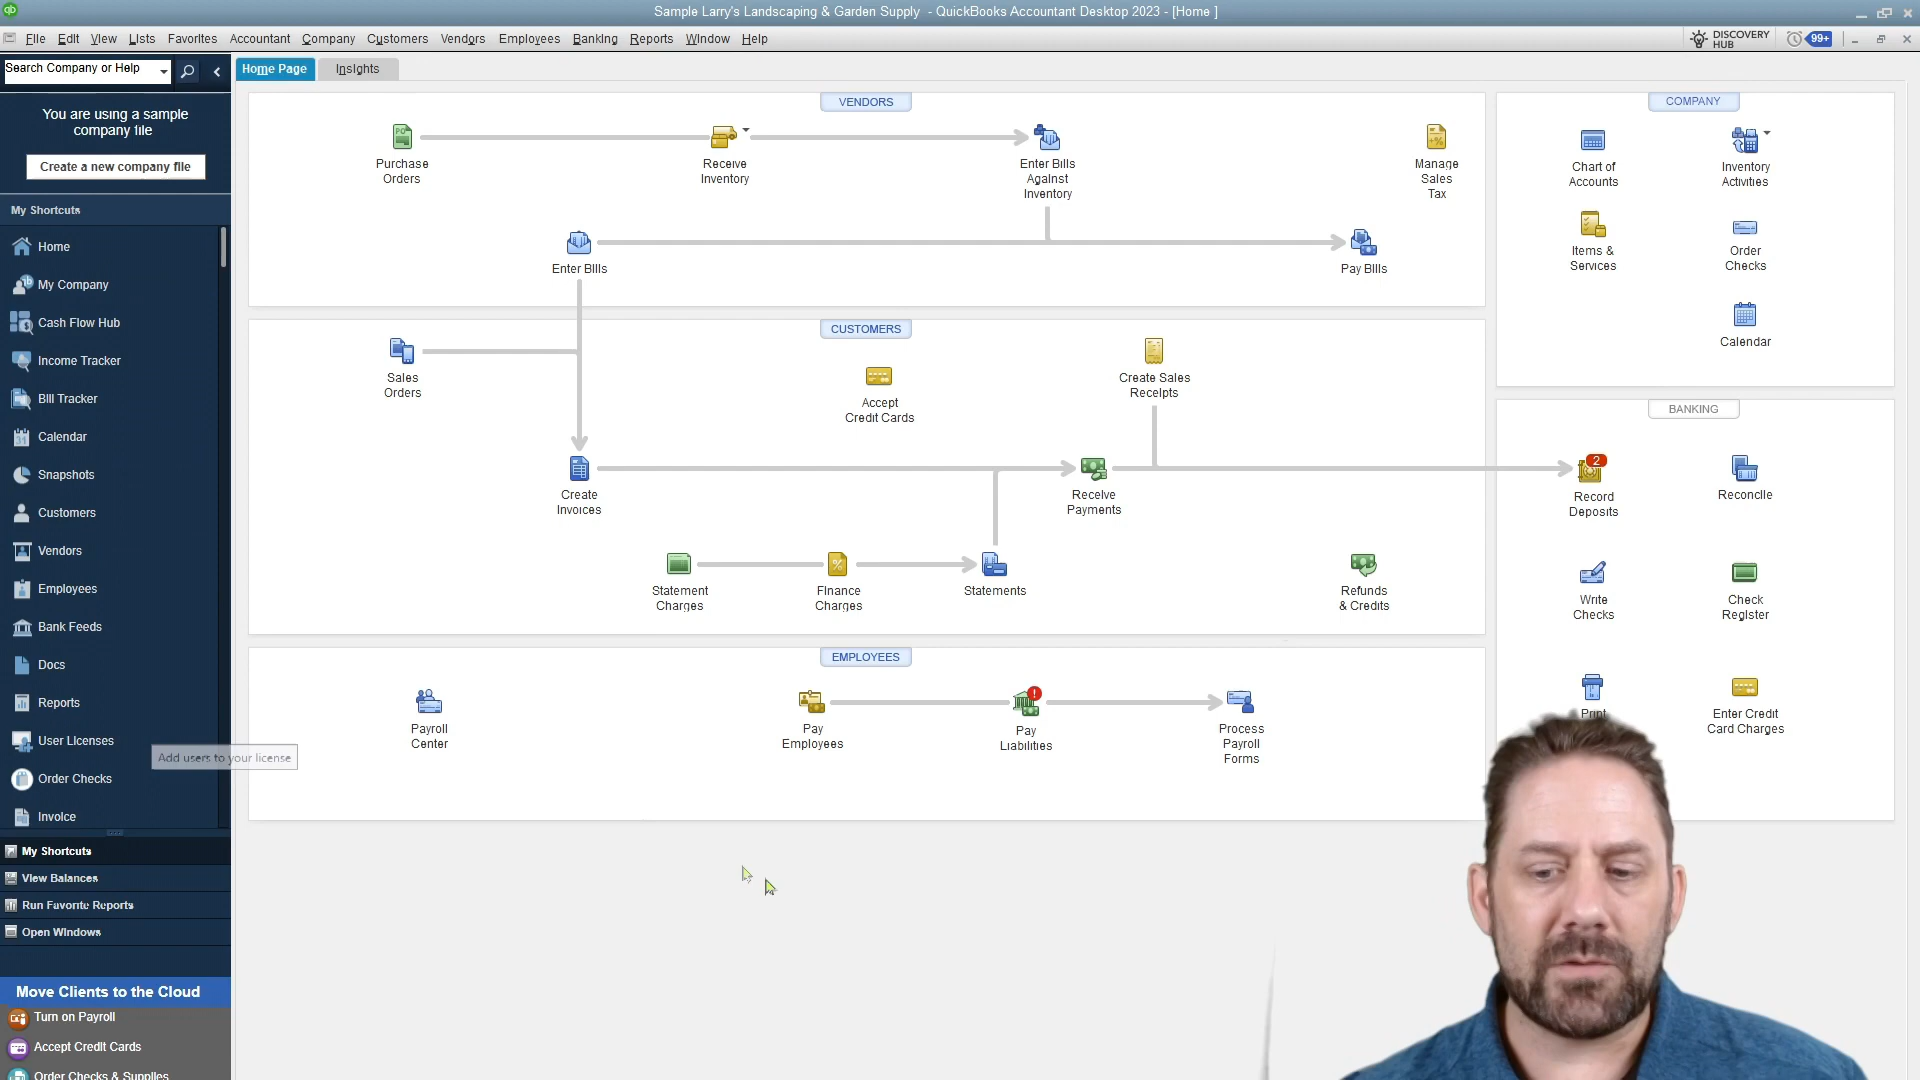 qb
Sample Larry's Landscaping & Garden Supply - QuickBooks Accountant Desktop 2023 - [Home ]
File Edit View Lists Favorites Accountant Company Customers Vendors Employees Banking Reports Window Help
DISCOVERY
HUB
99+
Search Company or Help
Home Page
Insights
You are using a sample
company file
Create a new company file
My Shortcuts
Home
My Company
Cash Flow Hub
Income Tracker
Bill Tracker
31
Calendar
Snapshots
Customers
Vendors
Employees
Bank Feeds
Docs
Reports
User Licenses
Add users to your license
Order Checks
Invoice
My Shortcuts
View Balances
Run Favorite Reports
Open Windows
Move Clients to the Cloud
Turn on Payroll
Accept Credit Cards
Order Checks & Supplies
VENDORS
PO
Purchase
Orders
Receive
Inventory
Enter Bills
Against
Inventory
Manage
Sales
Tax
Enter Bills
Pay Bills
CUSTOMERS
Sales
Orders
Accept
Credit Cards
Create Sales
Receipts
Create
Invoices
Receive
Payments
Statement
Charges
%
Finance
Charges
Statements
Refunds
& Credits
EMPLOYEES
Payroll
Center
Pay
Employees
!
Pay
Liabilities
Process
Payroll
Forms
COMPANY
Chart of
Accounts
Inventory
Activities
Items &
Services
Order
Checks
Calendar
BANKING
2
Record
Deposits
Reconcile
Write
Checks
Check
Register
Print
Enter Credit
Card Charges